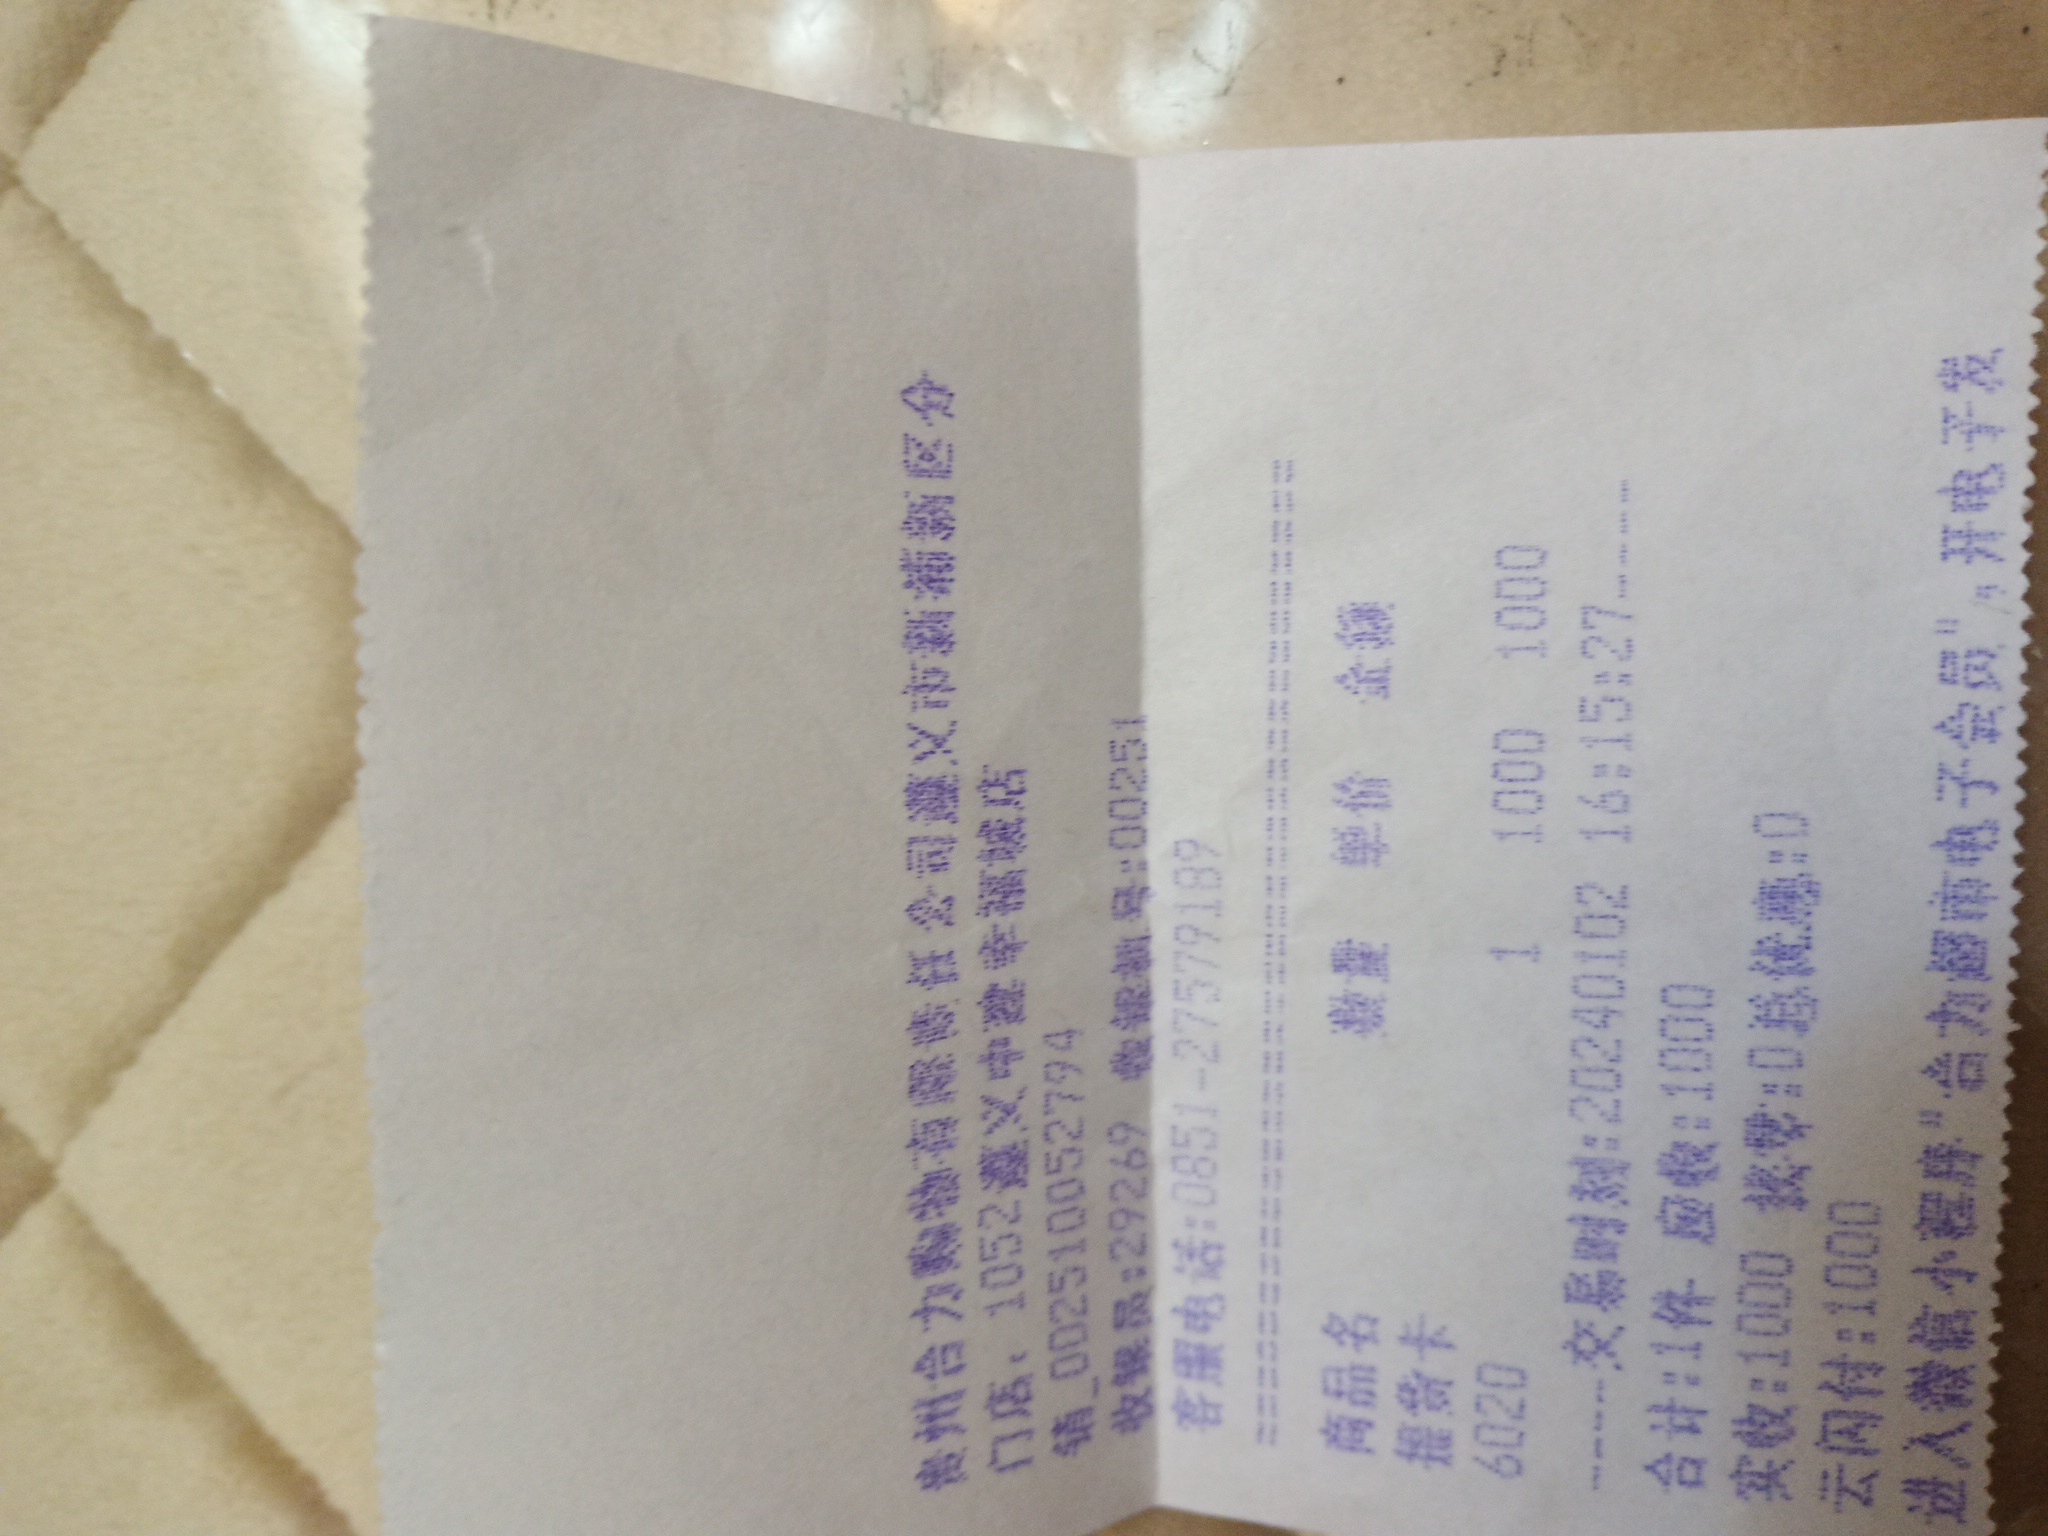 贵州合力购物有限责任公司遵义市新蒲新区分
门店: 1052遵义中建幸福城店
销_002510052794
收银员:29269 收银机号:00251
客服电话:0851-27579189
================================
商品名 数量 单价 金额
提货卡
6020 1 1000 1000
-----交易时刻:20240102 16:15:27-----
合计:1件 应收:1000
实收:1000 找零:0总优惠:0
云闪付:1000
进入微信小程序"合力超市电子会员",开电子发